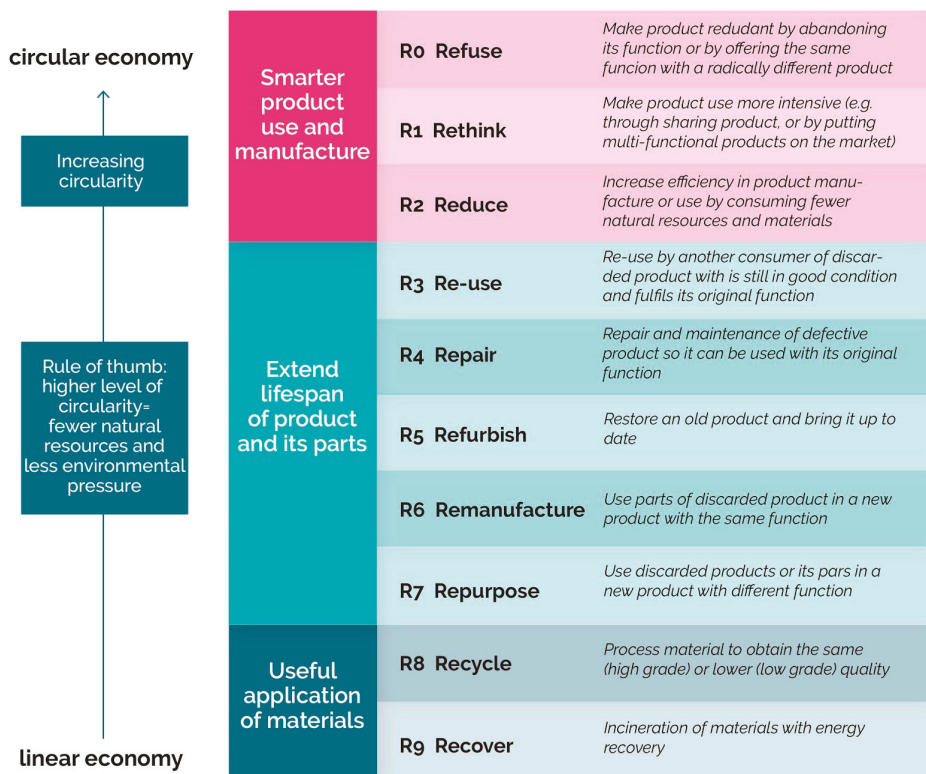 circular economy
Increasing
circularity
Rule of thumb:
higher level of
circularity=
fewer natural
resources and
less environmental
pressure
linear economy
Smarter
product
use and
manufacture
R0 Refuse
Make product redudant by abandoning
its function or by offering the same
funcion with a radically different product
R1 Rethink
Make product use more intensive (e.g.
through sharing product, or by putting
multi-functional products on the market)
R2 Reduce
Increase efficiency in product manu-
facture or use by consuming fewer
natural resources and materials
Extend
lifespan
of product
and its parts
R3 Re-use
Re-use by another consumer of discar-
ded product with is still in good condition
and fulfils its original function
R4 Repair
Repair and maintenance of defective
product so it can be used with its original
function
R5 Refurbish
Restore an old product and bring it up to
date
R6 Remanufacture
Use parts of discarded product in a new
product with the same function
R7 Repurpose
Use discarded products or its pars in a
new product with different function
Useful
application
of materials
R8 Recycle
Process material to obtain the same
(high grade) or lower (low grade) quality
R9 Recover
Incineration of materials with energy
recovery